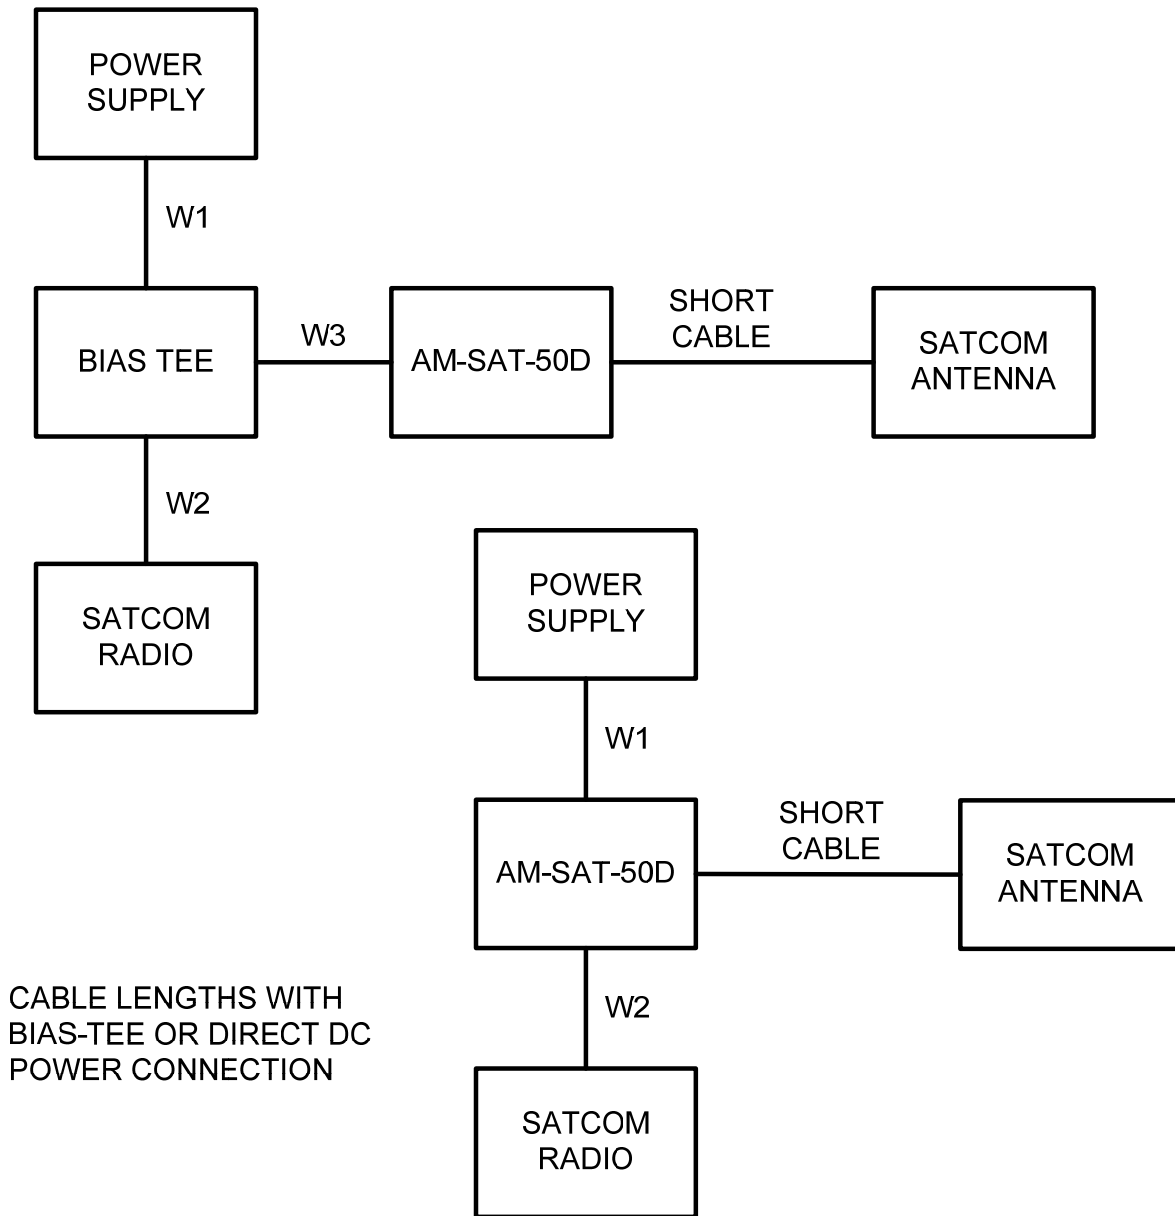 POWER
SUPPLY
W1
BIAS TEE
W3
AM-SAT-50D
SHORT
CABLE
SATCOM
ANTENNA
W2
SATCOM
RADIO
POWER
SUPPLY
W1
AM-SAT-50D
SHORT
CABLE
SATCOM
ANTENNA
W2
SATCOM
RADIO
CABLE LENGTHS WITH
BIAS-TEE OR DIRECT DC
POWER CONNECTION